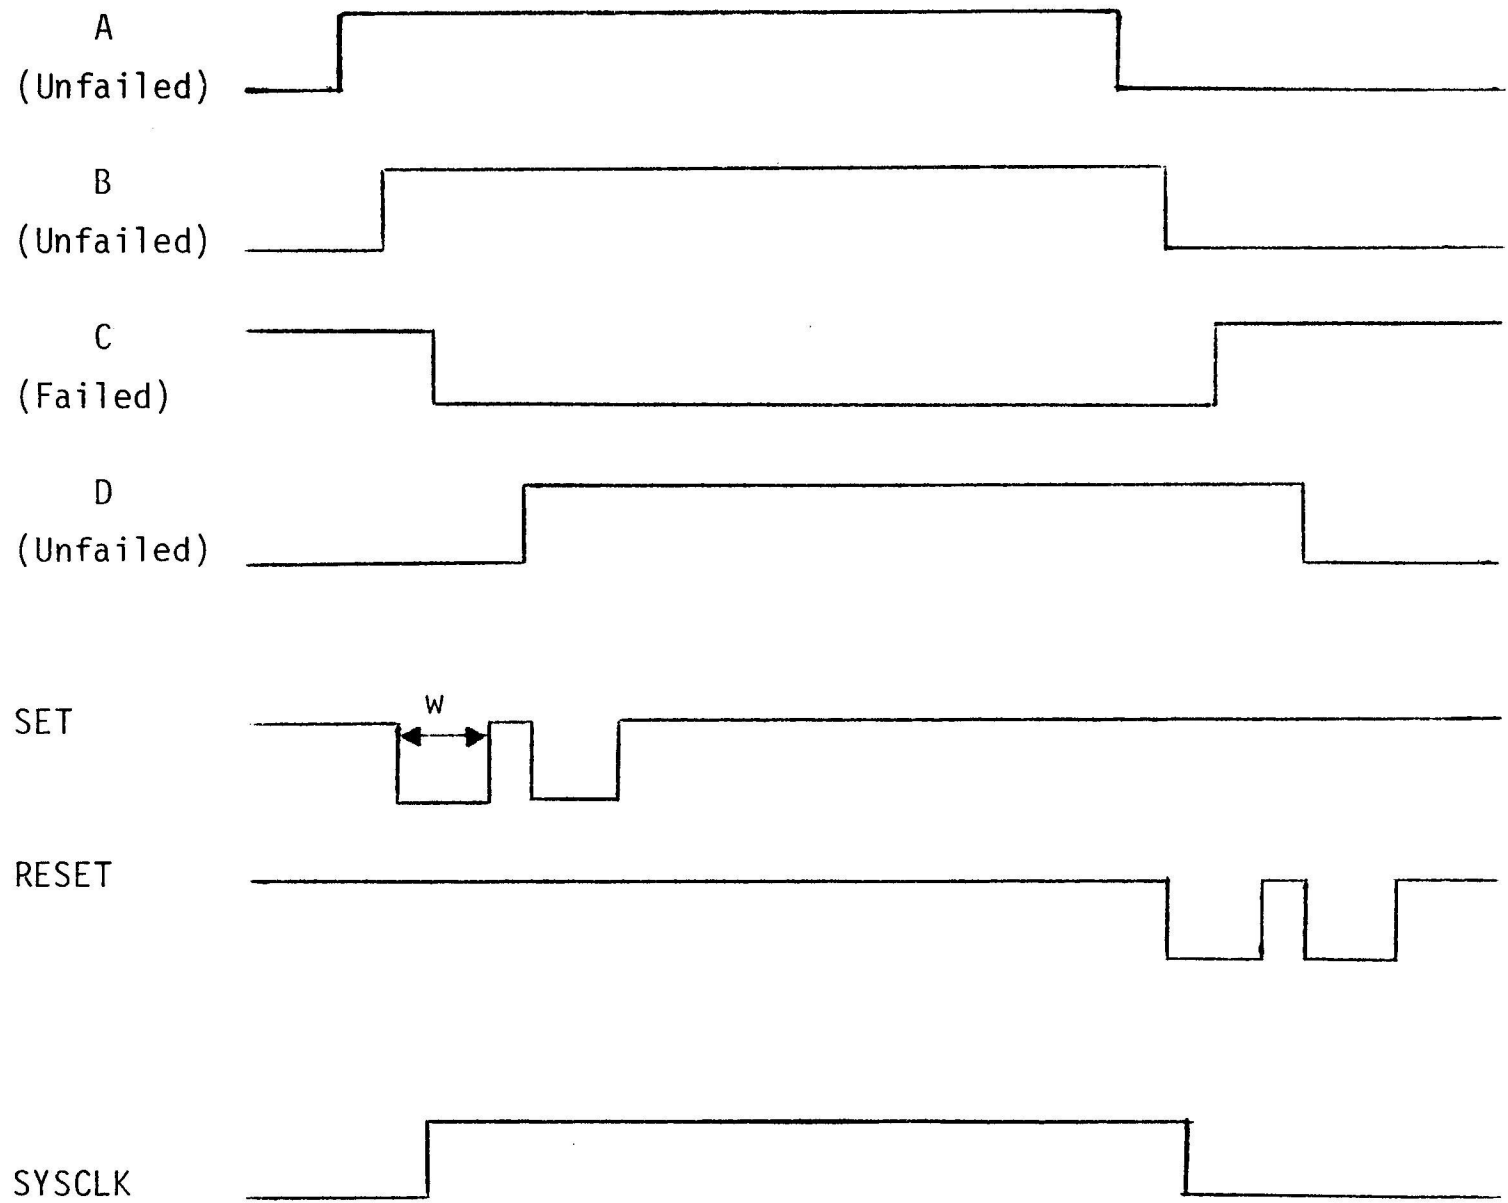 A
(Unfailed)
B
(Unfailed)
C
(Failed)
D
(Unfailed)
W
SET
RESET
SYSCLK